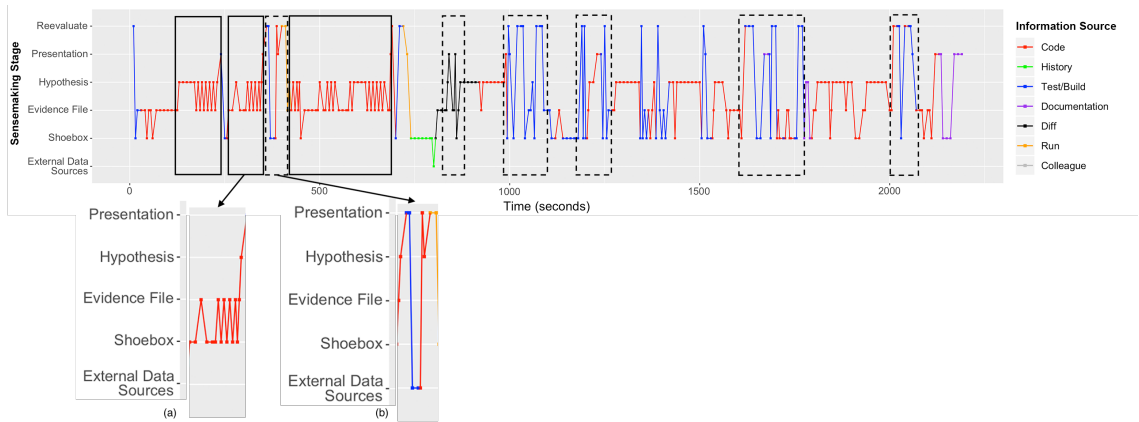 Sensemaking Stage
Reevaluate
Presentation
Hypothesis
Evidence File
Shoebox
External Data
Sources
0
500
1000
1500
2000
Time (seconds)
Information Source
Code
History
Test/Build
Documentation
Diff
Run
Colleague
Presentation
Hypothesis
Evidence File
Shoebox
External Data
Sources
(a)
Presentation
Hypothesis
Evidence File
Shoebox
External Data
Sources
(b)